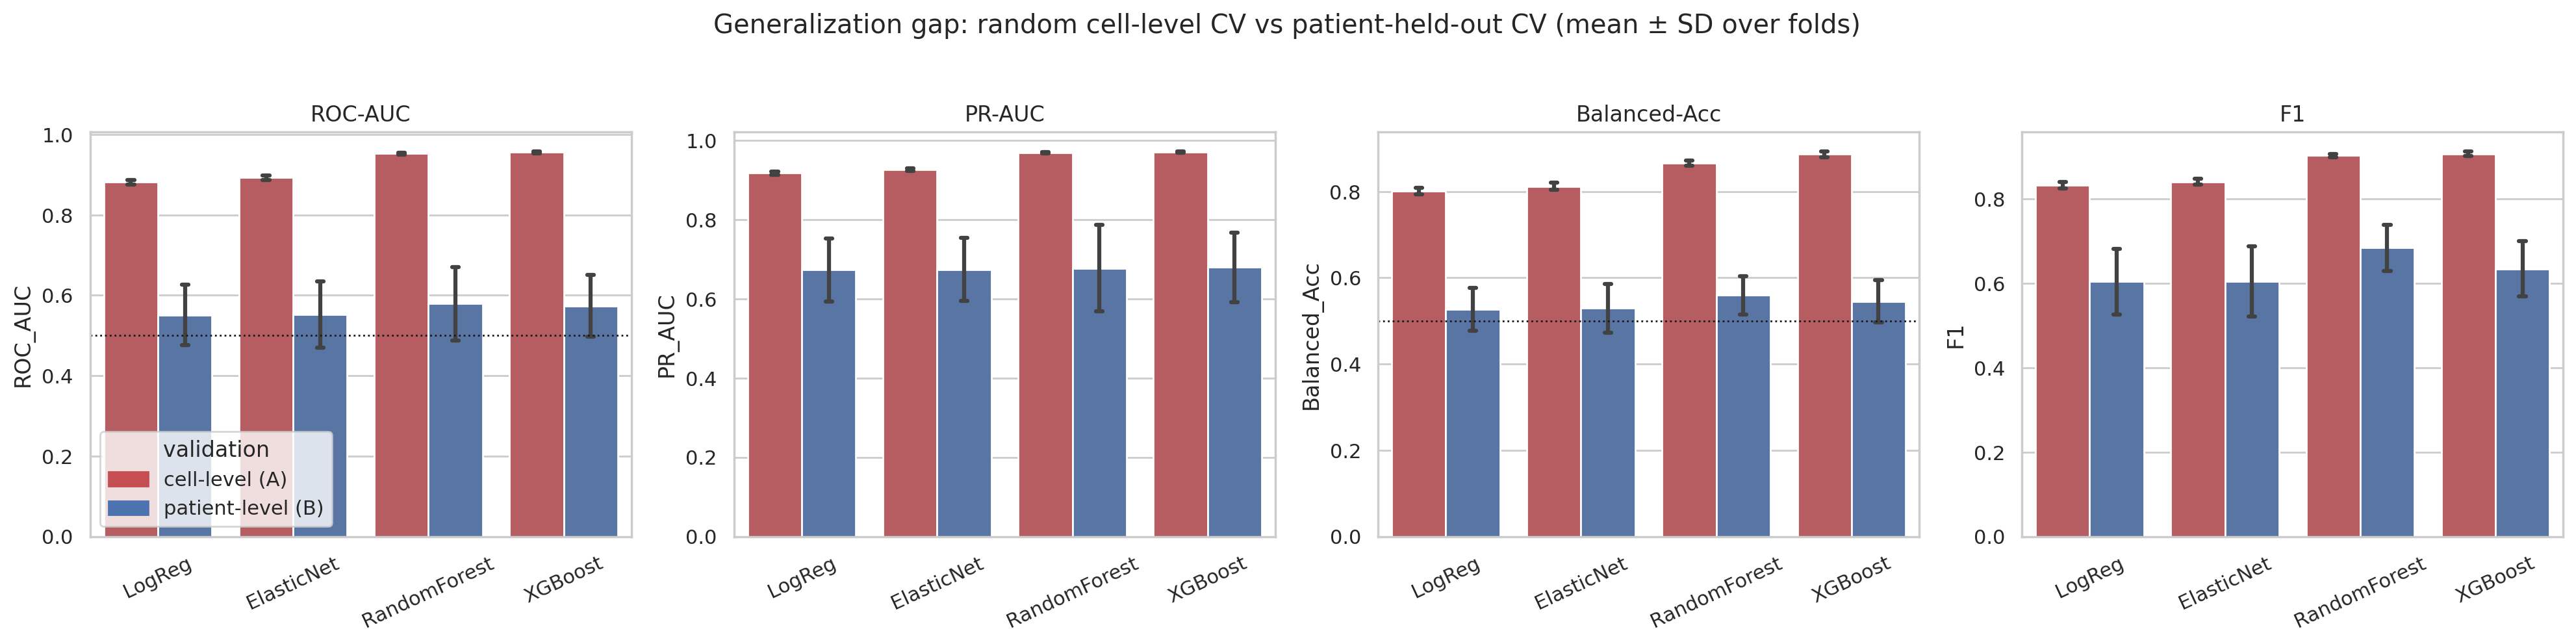 Generalization gap: random cell-level CV vs patient-held-out CV (mean ± SD over folds)
ROC-AUC
ROC_AUC
1.0
0.8
0.6
0.4
0.2
0.0
validation
cell-level (A)
patient-level (B)
LogReg
ElasticNet
RandomForest
XGBoost
PR-AUC
PR_AUC
1.0
0.8
0.6
0.4
0.2
0.0
LogReg
ElasticNet
RandomForest
XGBoost
Balanced-Acc
Balanced_Acc
0.8
0.6
0.4
0.2
0.0
LogReg
ElasticNet
RandomForest
XGBoost
F1
F1
0.8
0.6
0.4
0.2
0.0
LogReg
ElasticNet
RandomForest
XGBoost